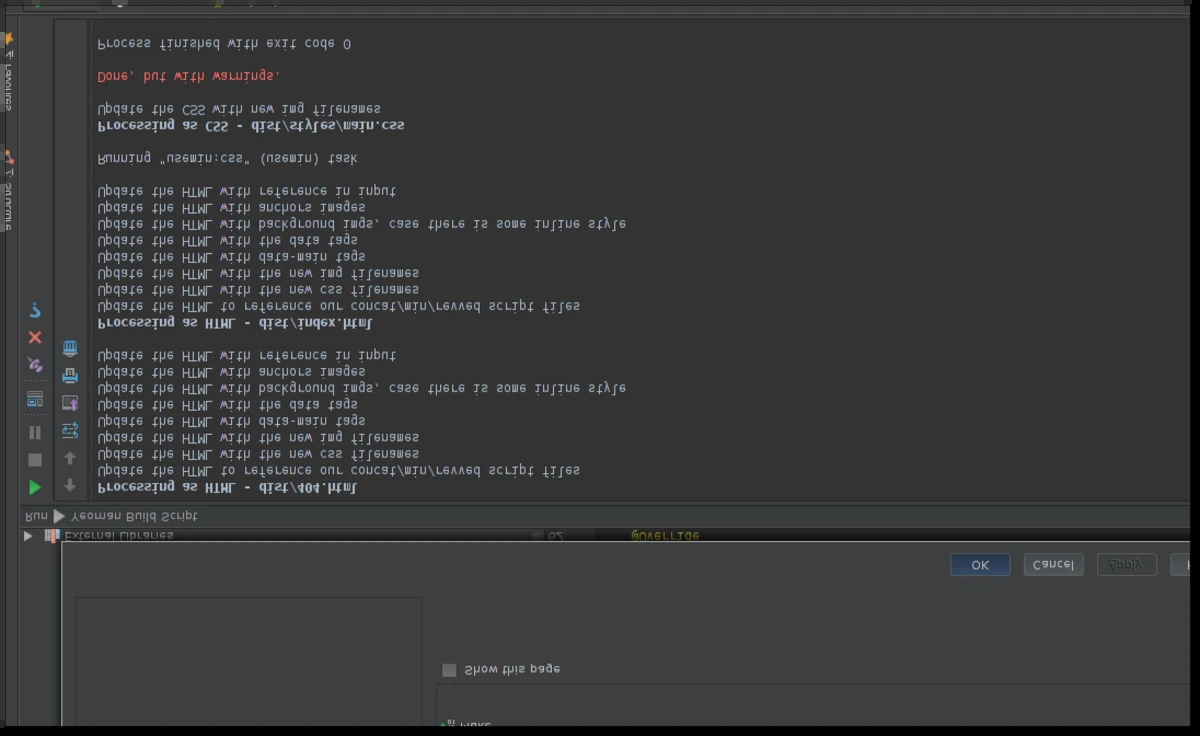 Make
Show this page
OK Cancel Apply
External Libraries 62 @Override
Run Yeoman Build Script
Processing as HTML - dist/404.html
Update the HTML to reference our concat/min/revved script files
Update the HTML with the new css filenames
Update the HTML with the new img filenames
Update the HTML with data-main tags
Update the HTML with the data tags
Update the HTML with background imgs, case there is some inline style
Update the HTML with anchors images
Update the HTML with reference in input
Processing as HTML - dist/index.html
Update the HTML to reference our concat/min/revved script files
Update the HTML with the new css filenames
Update the HTML with the new img filenames
Update the HTML with data-main tags
Update the HTML with the data tags
Update the HTML with background imgs, case there is some inline style
Update the HTML with anchors images
Update the HTML with reference in input
Running "usemin:css" (usemin) task
Processing as CSS - dist/styles/main.css
Update the CSS with new img filenames
Done, but with warnings.
Process finished with exit code 0